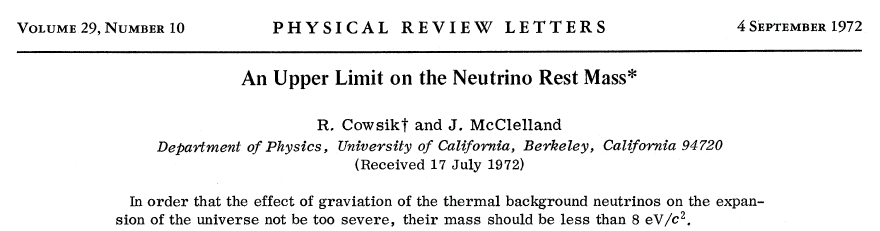 VOLUME 29, NUMBER 10 PHYSICAL REVIEW LETTERS 4 SEPTEMBER 1972
An Upper Limit on the Neutrino Rest Mass*
R. Cowsik† and J. McClelland
Department of Physics, University of California, Berkeley, California 94720
(Received 17 July 1972)
In order that the effect of graviation of the thermal background neutrinos on the expan-
sion of the universe not be too severe, their mass should be less than 8 eV/c².